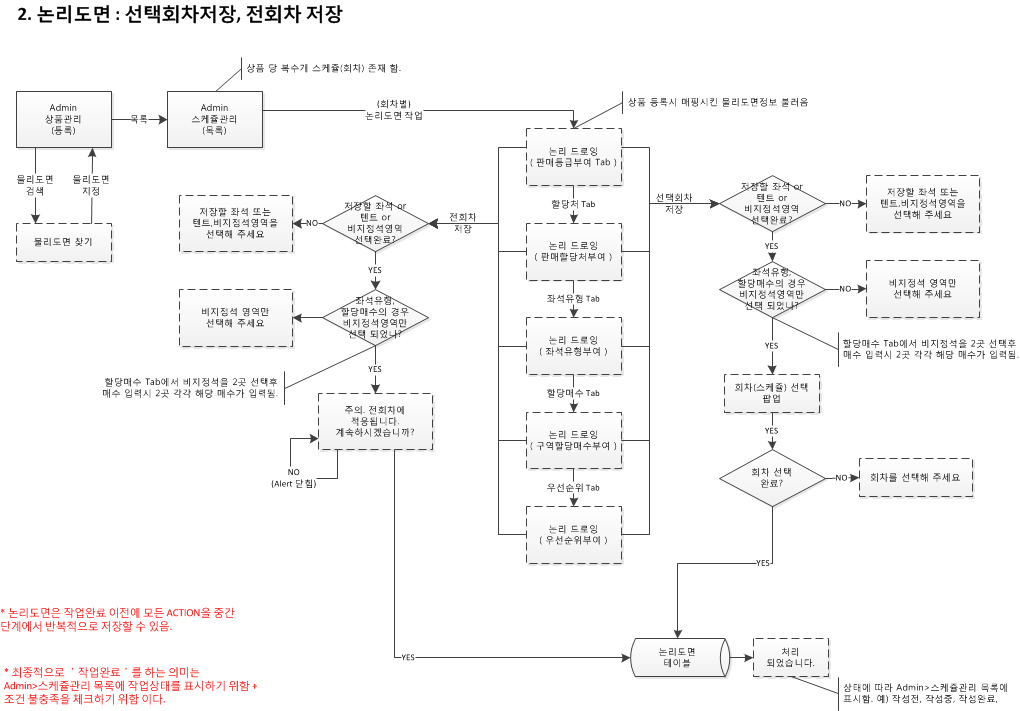 2. 논리도면 : 선택회차저장, 전회차 저장
상품 당 복수개 스케쥴(회차) 존재 함.
Admin
상품관리
(등록)
목록
Admin
스케쥴관리
(목록)
(회차별)
논리도면 작업
상품 등록시 매핑시킨 물리도면정보 불러옴
물리도면
검색
물리도면
지정
물리도면 찾기
논리 드로잉
( 판매등급부여 Tab )
할당처 Tab
논리 드로잉
( 판매할당처부여 )
좌석유형 Tab
논리 드로잉
( 좌석유형부여 )
할당매수 Tab
논리 드로잉
( 구역할당매수부여 )
우선순위 Tab
논리 드로잉
( 우선순위부여 )
전회차
저장
저장할 좌석 or
텐트 or
비지정석영역
선택완료?
NO
저장할 좌석 또는
텐트,비지정석영역을
선택해 주세요
YES
좌석유형,
할당매수의 경우
비지정석영역만
선택 되었나?
비지정석 영역만
선택해 주세요
YES
할당매수 Tab에서 비지정석을 2곳 선택후
매수 입력시 2곳 각각 해당 매수가 입력됨.
주의. 전회차에
적용됩니다.
계속하시겠습니까?
NO
(Alert 닫힘)
YES
선택회차
저장
저장할 좌석 or
텐트 or
비지정석영역
선택완료?
NO
저장할 좌석 또는
텐트,비지정석영역을
선택해 주세요
YES
좌석유형,
할당매수의 경우
비지정석영역만
선택 되었나?
NO
비지정석 영역만
선택해 주세요
YES
할당매수 Tab에서 비지정석을 2곳 선택후
매수 입력시 2곳 각각 해당 매수가 입력됨.
회차(스케쥴) 선택
팝업
YES
회차 선택
완료?
NO
회차를 선택해 주세요
YES
논리도면
테이블
처리
되었습니다.
상태에 따라 Admin>스케쥴관리 목록에
표시함. 예) 작성전, 작성중, 작성완료,
* 논리도면은 작업완료 이전에 모든 ACTION을 중간
단계에서 반복적으로 저장할 수 있음.
* 최종적으로 ˙작업완료˙를 하는 의미는
Admin>스케쥴관리 목록에 작업상태를 표시하기 위함 +
조건 불충족을 체크하기 위함 이다.